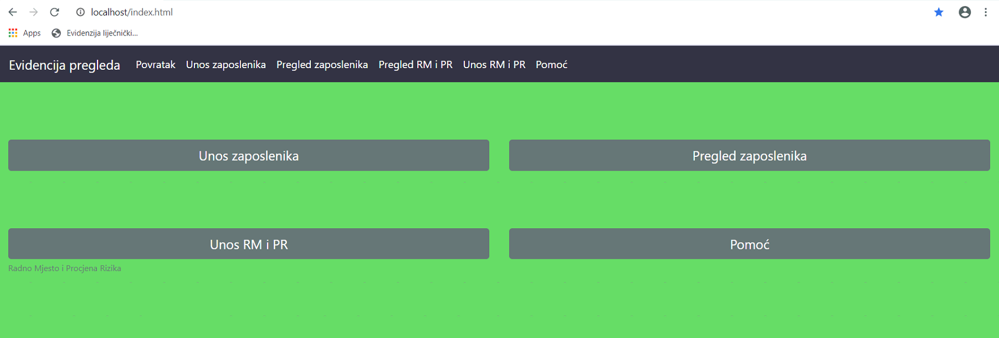 localhost/index.html
Apps Evidenzija liječnički...
Evidencija pregleda Povratak Unos zaposlenika Pregled zaposlenika Pregled RM i PR Unos RM i PR Pomoć
Unos zaposlenika Pregled zaposlenika
Unos RM i PR Pomoć
Radno Mjesto i Procjena Rizika